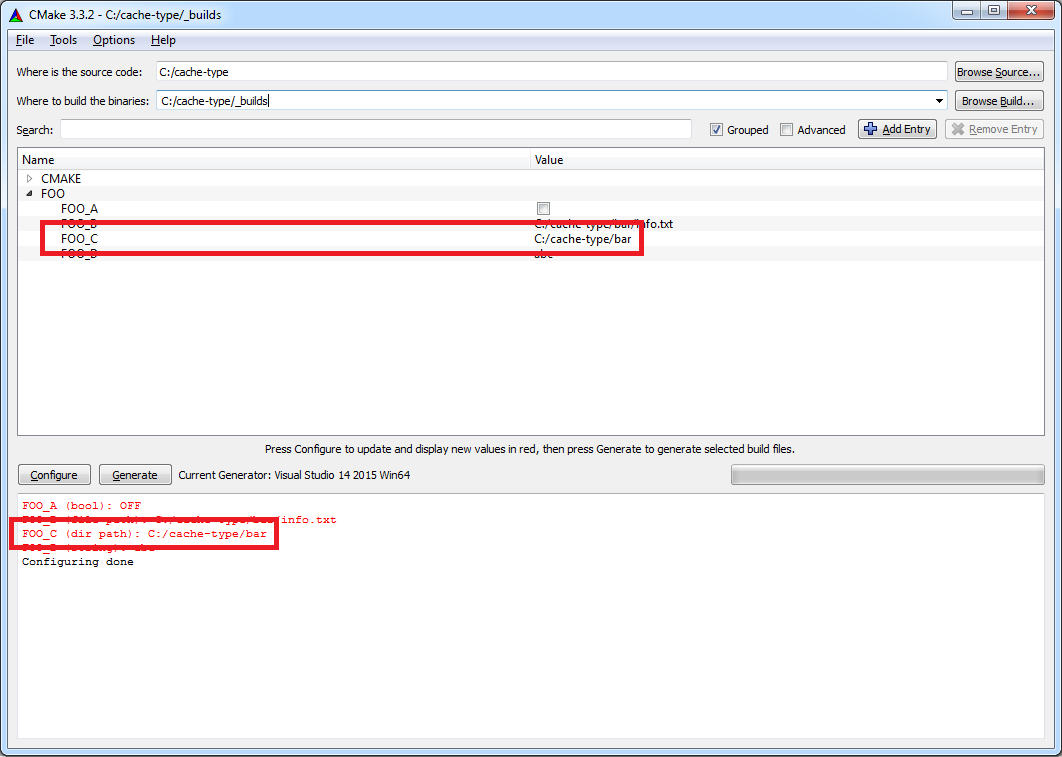 CMake 3.3.2 - C:/cache-type/_builds
File Tools Options Help
Where is the source code: C:/cache-type Browse Source...
Where to build the binaries: C:/cache-type/_builds Browse Build...
Search: Grouped Advanced Add Entry Remove Entry
Name Value
CMAKE
FOO
FOO_A
FOO_B C:/cache-type/bar/info.txt
FOO_C C:/cache-type/bar
FOO_D abc
Press Configure to update and display new values in red, then press Generate to generate selected build files.
Configure Generate Current Generator: Visual Studio 14 2015 Win64
FOO_A (bool): OFF
FOO_B (file path): C:/cache-type/bar/info.txt
FOO_C (dir path): C:/cache-type/bar
FOO_D (string): abc
Configuring done